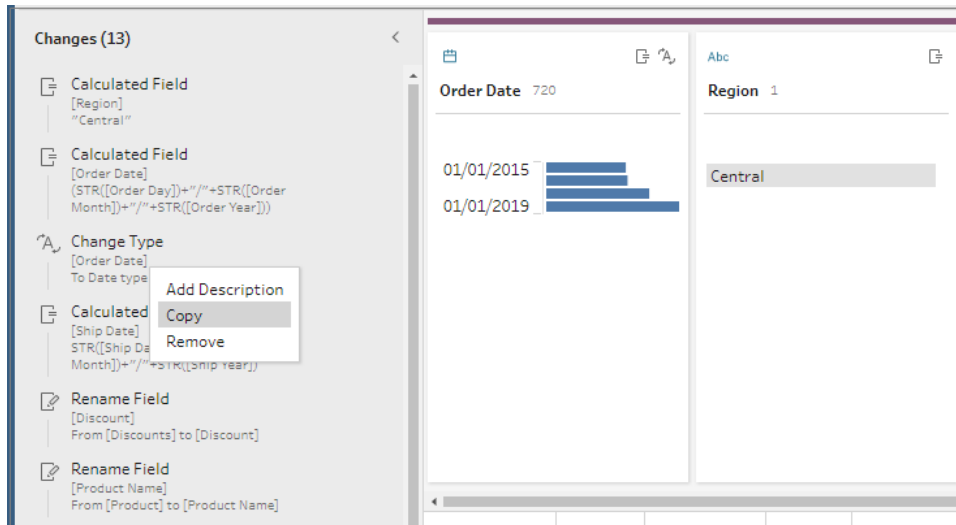 Changes (13)
Calculated Field
[Region]
"Central"
Calculated Field
[Order Date]
(STR([Order Day])+"/"+STR([Order
Month])+"/"+STR([Order Year]))
Change Type
[Order Date]
To Date type
Calculated
[Ship Date]
STR([Ship Da
Month])+"/"+STR([Ship Year])
Rename Field
[Discount]
From [Discounts] to [Discount]
Rename Field
[Product Name]
From [Product] to [Product Name]
Add Description
Copy
Remove
Order Date 720
01/01/2015
01/01/2019
Abc
Region 1
Central